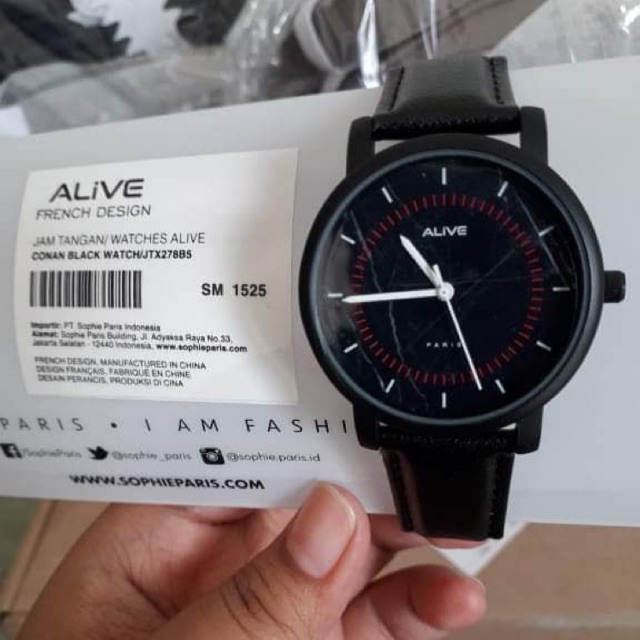 ALiVE
FRENCH DESIGN
JAM TANGAN/ WATCHES ALIVE
CONAN BLACK WATCH/JTX278B5
SM 1525
Importir: PT. Sophie Paris Indonesia
Alamat: Sophie Paris Building, Jl. Adyaksa Raya No.33,
Jakarta Selatan - 12440 Indonesia, www.sophieparis.com
FRENCH DESIGN, MANUFACTURED IN CHINA
DESIGN FRANÇAIS, FABRIQUÉ EN CHINE
DESAIN PERANCIS, PRODUKSI DI CINA
PARIS • I AM FASHI
/SophieParis @sophie_paris @sophie.paris.id
WWW.SOPHIEPARIS.COM
ALiVE
PARIS